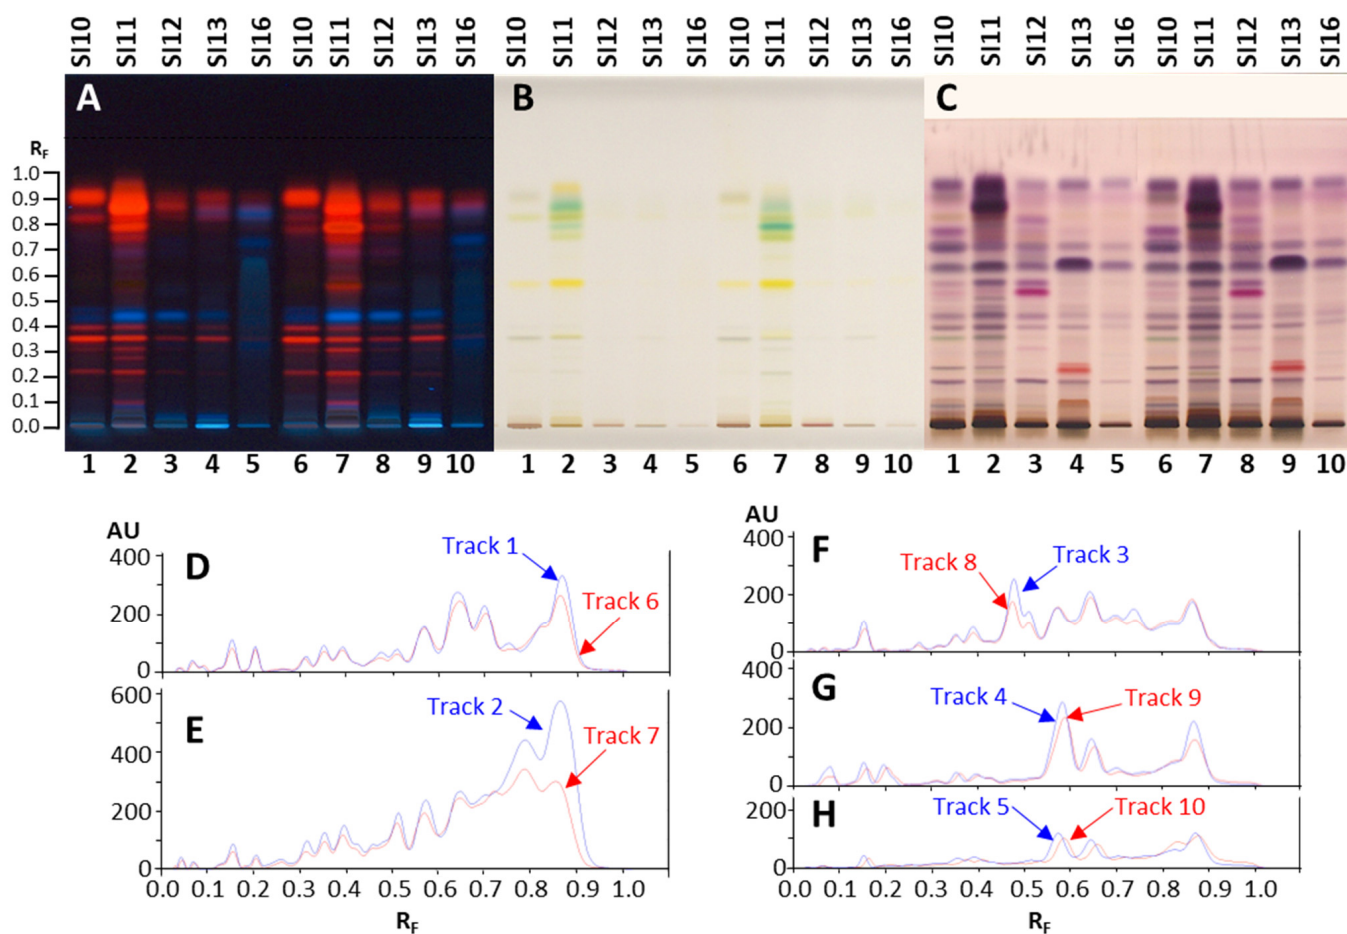 SI10 SI11 SI12 SI13 SI16 SI10 SI11 SI12 SI13 SI16 SI10 SI11 SI12 SI13 SI16 SI10 SI11 SI12 SI13 SI16 SI10 SI11 SI12 SI13 SI16 SI10 SI11 SI12 SI13 SI16
A B C
RF
1.0
0.9
0.8
0.7
0.6
0.5
0.4
0.3
0.2
0.1
0.0
1 2 3 4 5 6 7 8 9 10 1 2 3 4 5 6 7 8 9 10 1 2 3 4 5 6 7 8 9 10
AU
400
200
0
D
Track 1
Track 6
600
400
200
0
E
Track 2
Track 7
0.0 0.1 0.2 0.3 0.4 0.5 0.6 0.7 0.8 0.9 1.0
RF
AU
400
200
0
F
Track 8
Track 3
400
200
0
G
Track 4
Track 9
200
0
H
Track 5
Track 10
0.0 0.1 0.2 0.3 0.4 0.5 0.6 0.7 0.8 0.9 1.0
RF